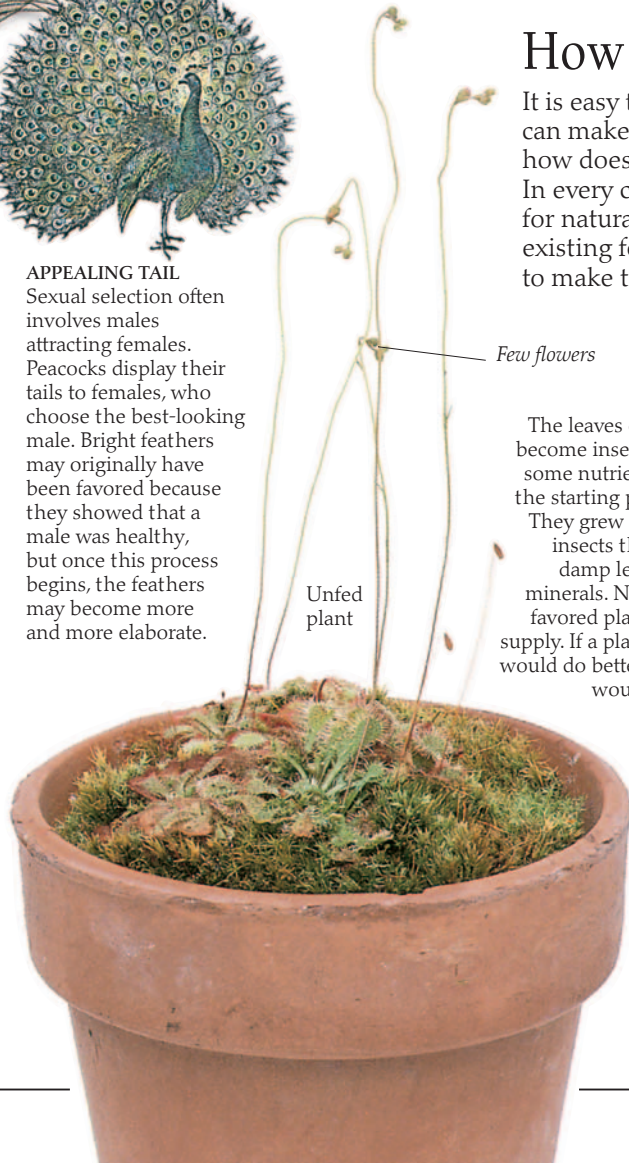 APPEALING TAIL
Sexual selection often
involves males
attracting females.
Peacocks display their
tails to females, who
choose the best-looking
male. Bright feathers
may originally have
been favored because
they showed that a
male was healthy,
but once this process
begins, the feathers
may become more
and more elaborate.
Unfed
plant
How
It is easy
can make
how does
In every
for
existing
to make
Few flowers
The leaves
become
some
the starting
They grew
insects
damp
minerals.
favored
supply. If a
would do